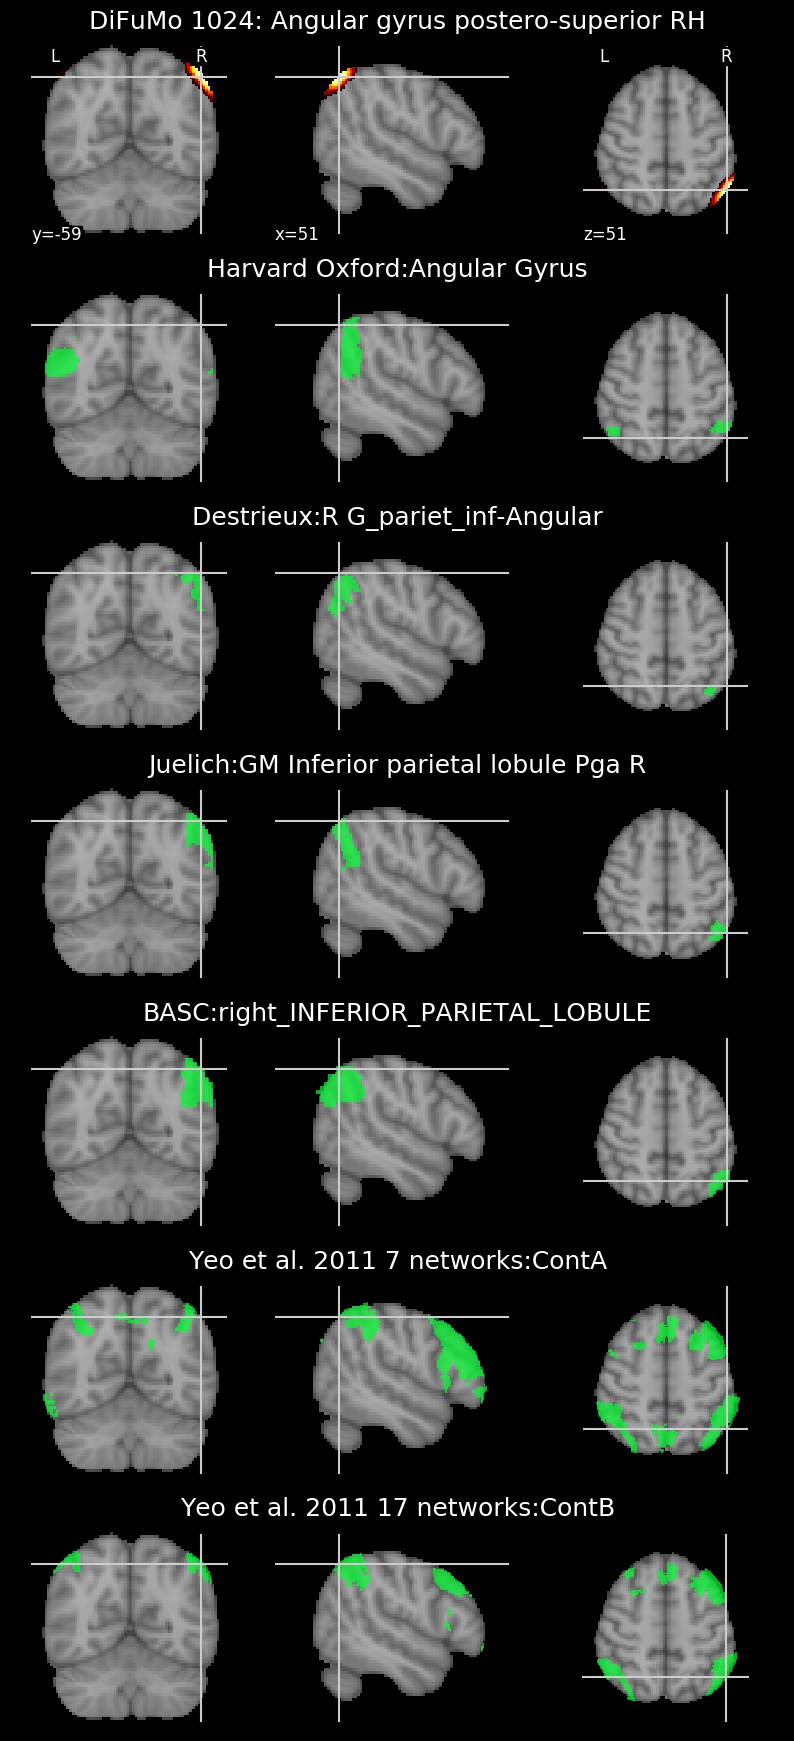 DiFuMo 1024: Angular gyrus postero-superior RH
L R L R
y=-59 x=51 z=51
Harvard Oxford:Angular Gyrus
Destrieux:R G_pariet_inf-Angular
Juelich:GM Inferior parietal lobule Pga R
BASC:right_INFERIOR_PARIETAL_LOBULE
Yeo et al. 2011 7 networks:ContA
Yeo et al. 2011 17 networks:ContB